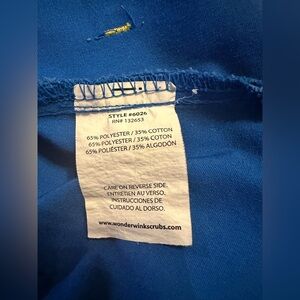 STYLE #6026
RN# 132653
65% POLYESTER / 35% COTTON
65% POLYESTER / 35% COTON
65% POLIÉSTER / 35% ALGODÓN
CARE ON REVERSE SIDE.
ENTRETIEN AU VERSO.
INSTRUCCIONES DE
CUIDADO AL DORSO.
www.wonderwinkscrubs.com